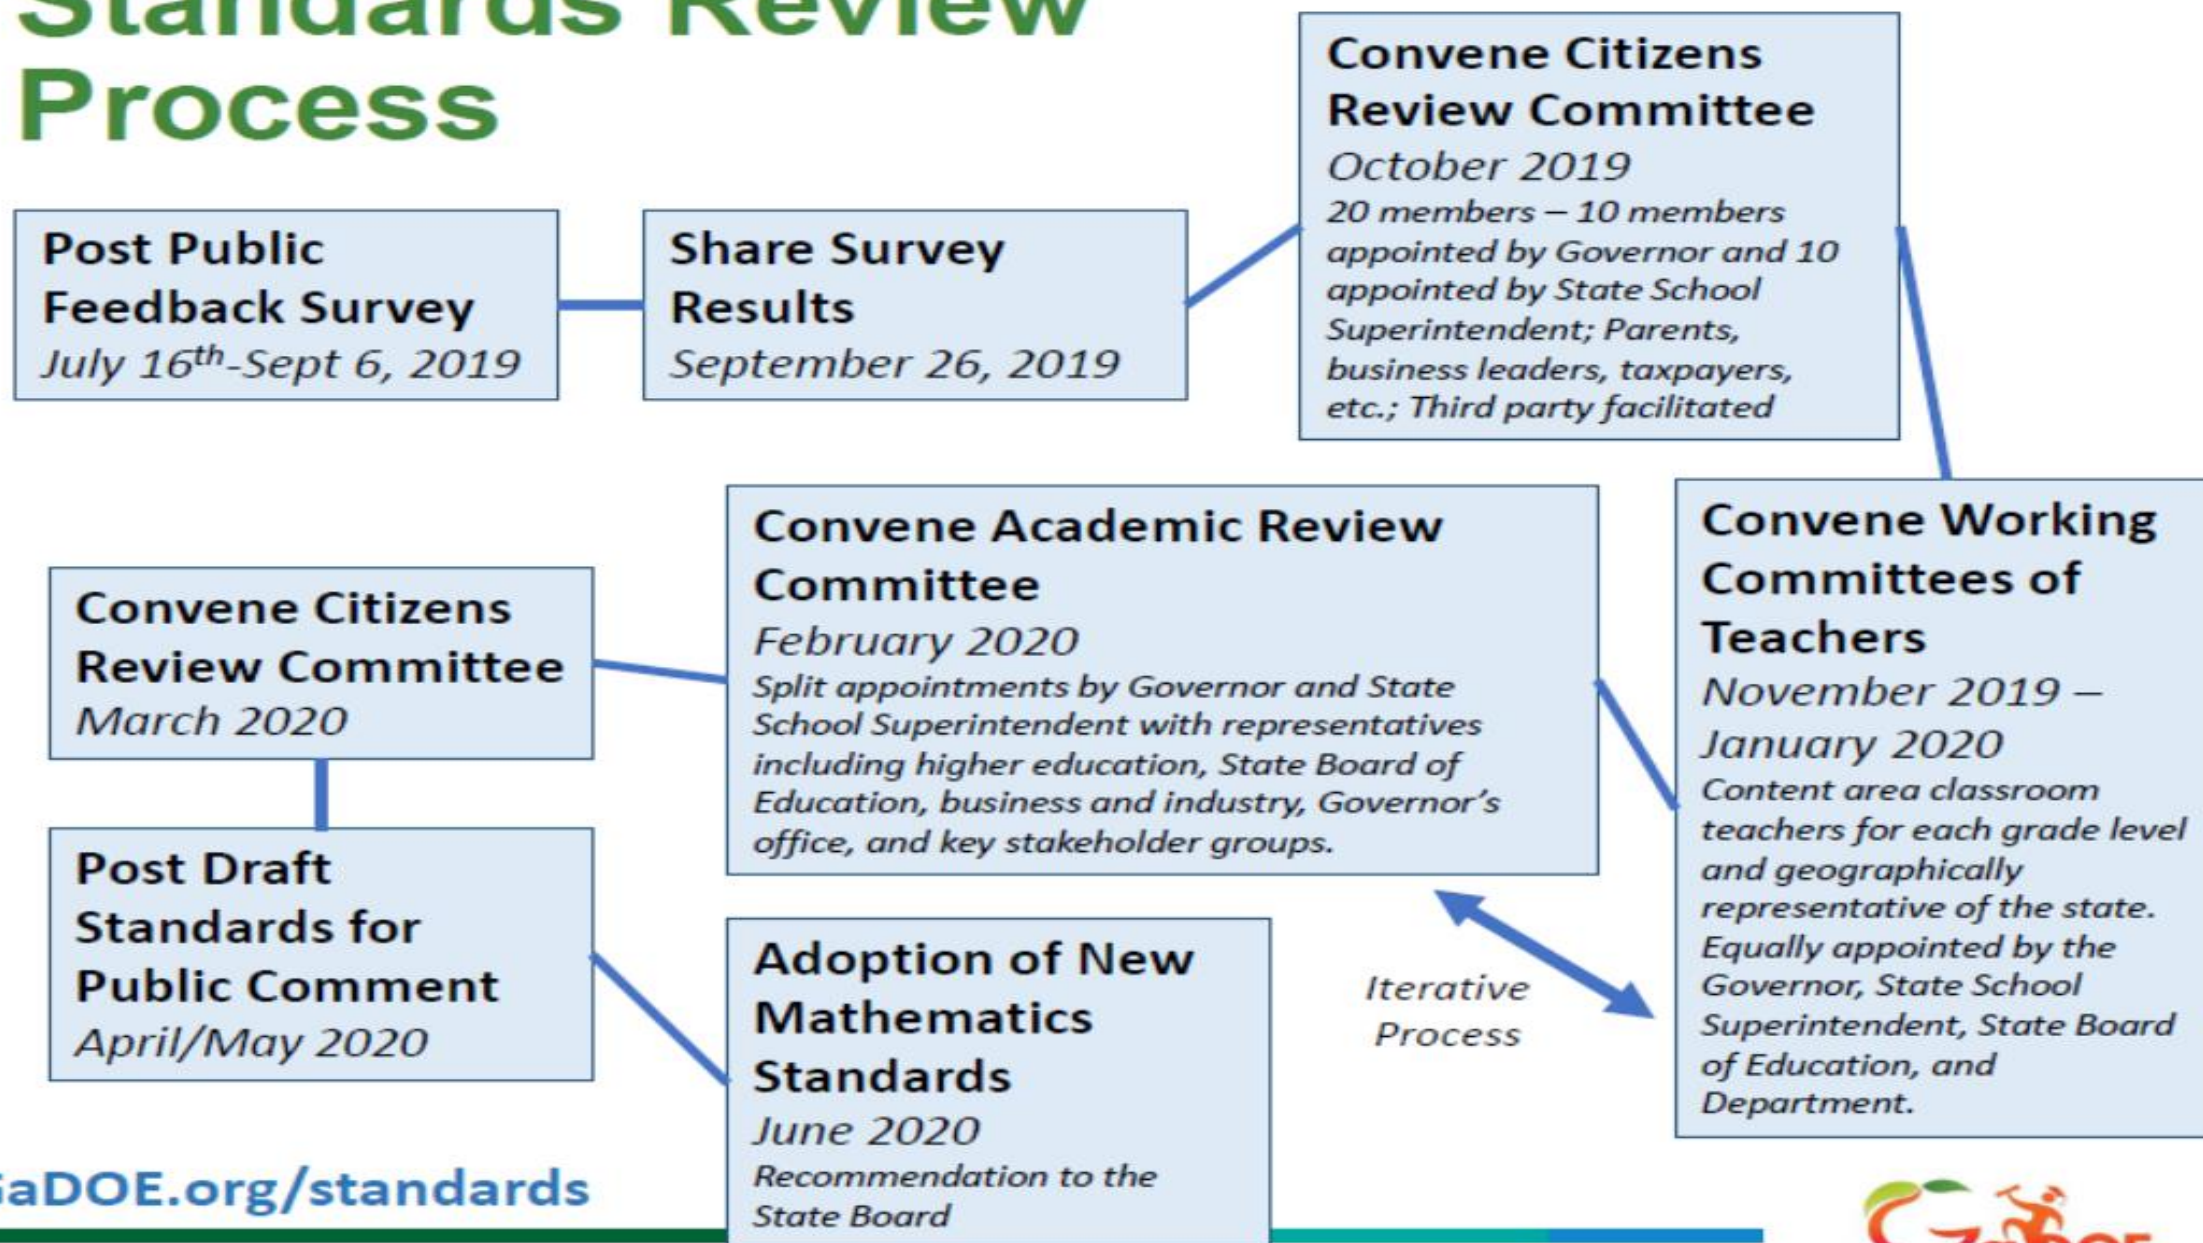 Standards Review
Process
Post Public
Feedback Survey
July 16th-Sept 6, 2019
Share Survey
Results
September 26, 2019
Convene Citizens
Review Committee
October 2019
20 members – 10 members
appointed by Governor and 10
appointed by State School
Superintendent; Parents,
business leaders, taxpayers,
etc.; Third party facilitated
Convene Working
Committees of
Teachers
November 2019 –
January 2020
Content area classroom
teachers for each grade level
and geographically
representative of the state.
Equally appointed by the
Governor, State School
Superintendent, State Board
of Education, and
Department.
Iterative
Process
Convene Academic Review
Committee
February 2020
Split appointments by Governor and State
School Superintendent with representatives
including higher education, State Board of
Education, business and industry, Governor's
office, and key stakeholder groups.
Convene Citizens
Review Committee
March 2020
Post Draft
Standards for
Public Comment
April/May 2020
Adoption of New
Mathematics
Standards
June 2020
Recommendation to the
State Board
GaDOE.org/standards
GaDOE